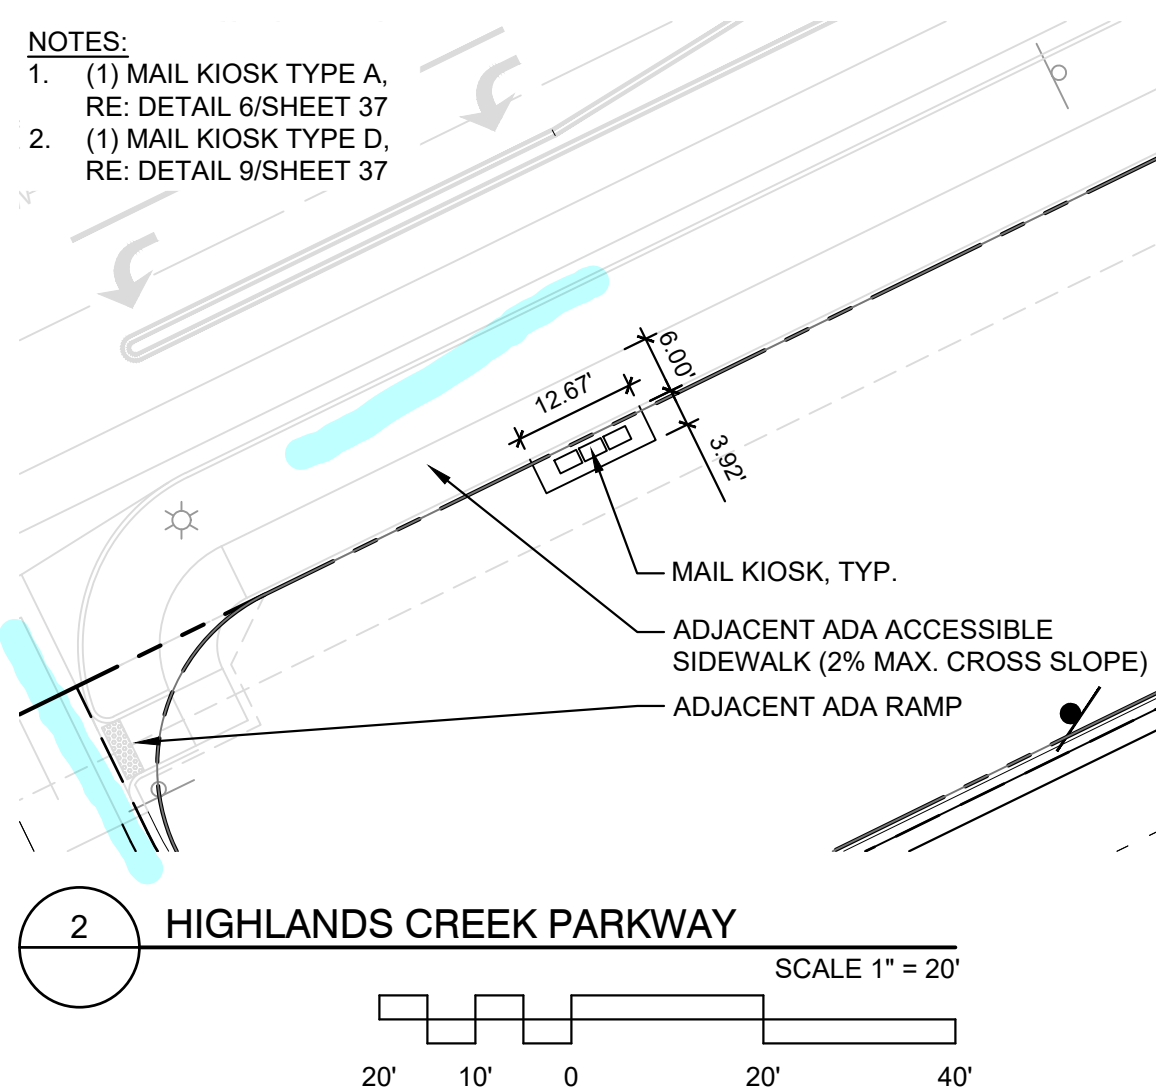 NOTES:
1. (1) MAIL KIOSK TYPE A,
RE: DETAIL 6/SHEET 37
2. (1) MAIL KIOSK TYPE D,
RE: DETAIL 9/SHEET 37
6.00'
12.67'
3.92'
MAIL KIOSK, TYP.
ADJACENT ADA ACCESSIBLE
SIDEWALK (2% MAX. CROSS SLOPE)
ADJACENT ADA RAMP
2
HIGHLANDS CREEK PARKWAY
SCALE 1" = 20'
20' 10' 0 20' 40'